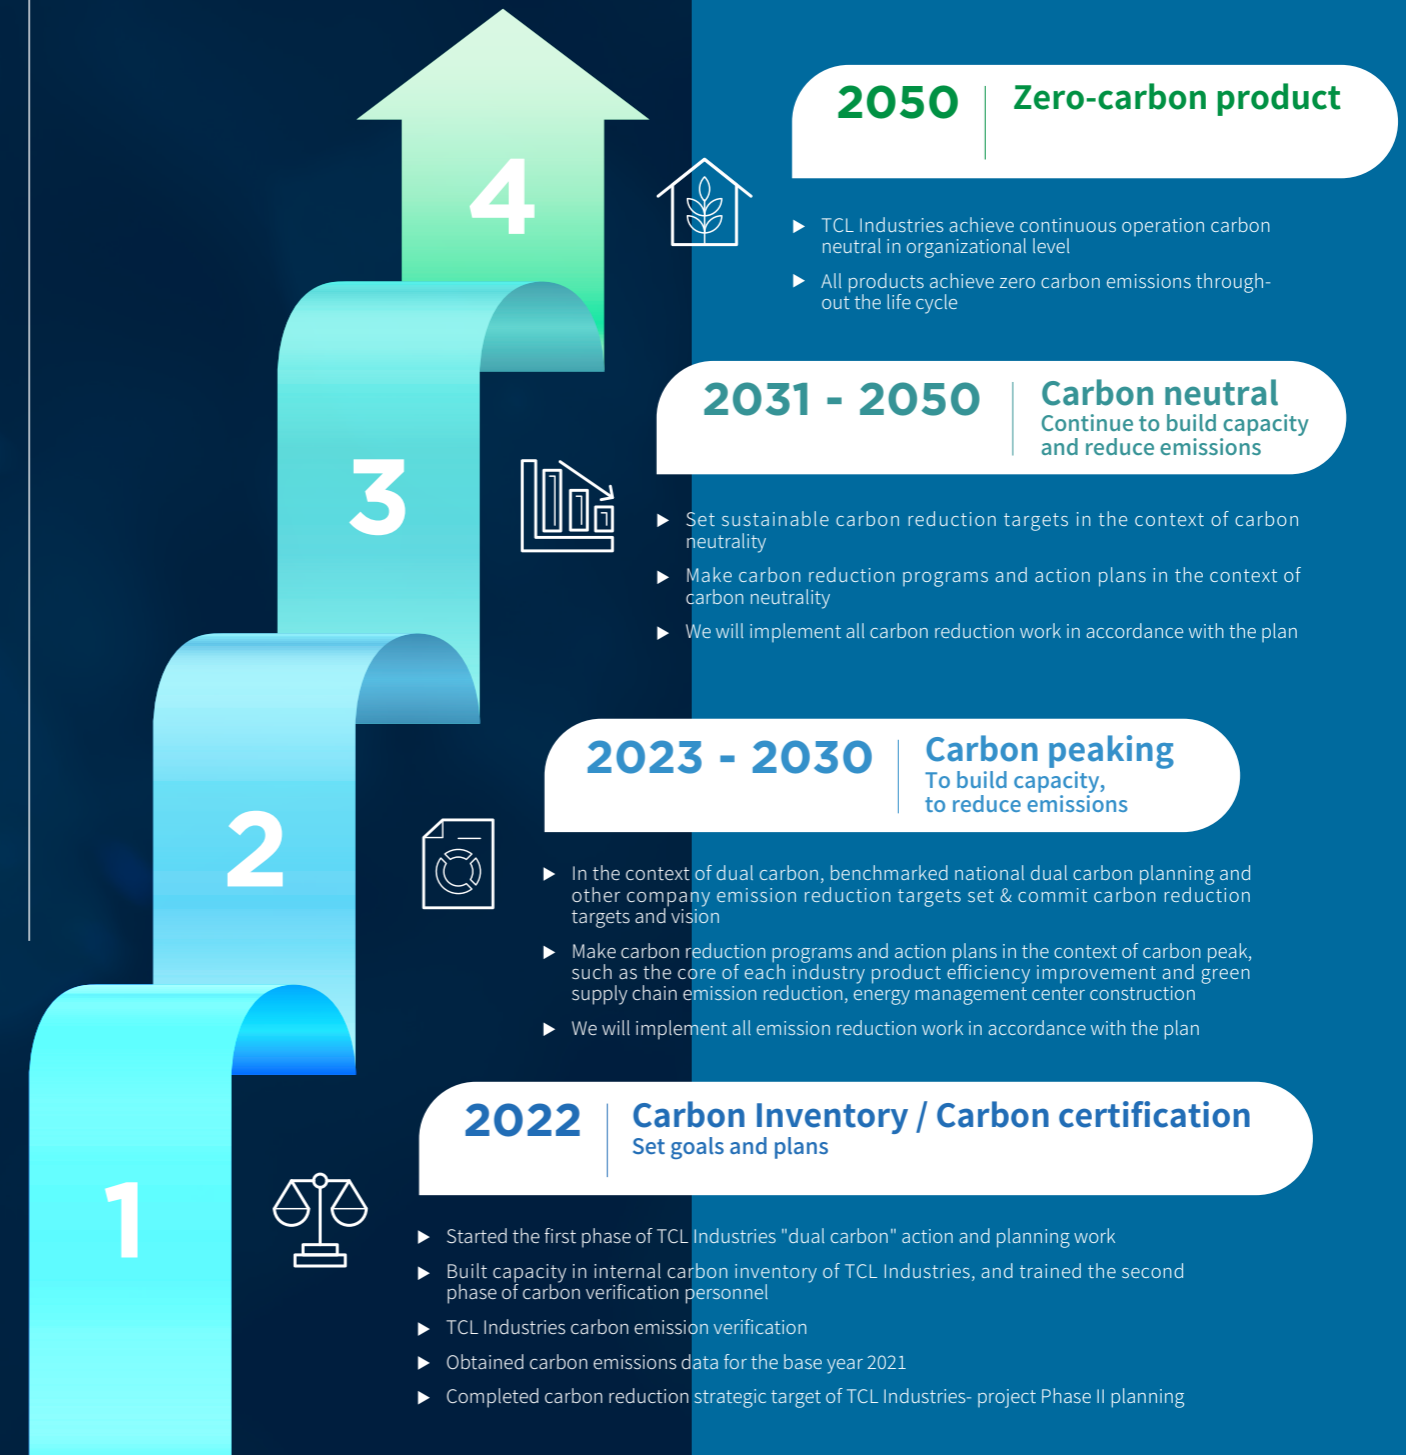 4
2050
Zero-carbon product
TCL Industries achieve continuous operation carbon
neutral in organizational level
All products achieve zero carbon emissions through-
out the life cycle
3
2031 - 2050
Carbon neutral
Continue to build capacity
and reduce emissions
Set sustainable carbon reduction targets in the context of carbon
neutrality
Make carbon reduction programs and action plans in the context of
carbon neutrality
We will implement all carbon reduction work in accordance with the plan
2
2023 - 2030
Carbon peaking
To build capacity,
to reduce emissions
In the context of dual carbon, benchmarked national dual carbon planning and
other company emission reduction targets set & commit carbon reduction
targets and vision
Make carbon reduction programs and action plans in the context of carbon peak,
such as the core of each industry product efficiency improvement and green
supply chain emission reduction, energy management center construction
We will implement all emission reduction work in accordance with the plan
1
2022
Carbon Inventory / Carbon certification
Set goals and plans
Started the first phase of TCL Industries "dual carbon" action and planning work
Built capacity in internal carbon inventory of TCL Industries, and trained the second
phase of carbon verification personnel
TCL Industries carbon emission verification
Obtained carbon emissions data for the base year 2021
Completed carbon reduction strategic target of TCL Industries- project Phase II planning